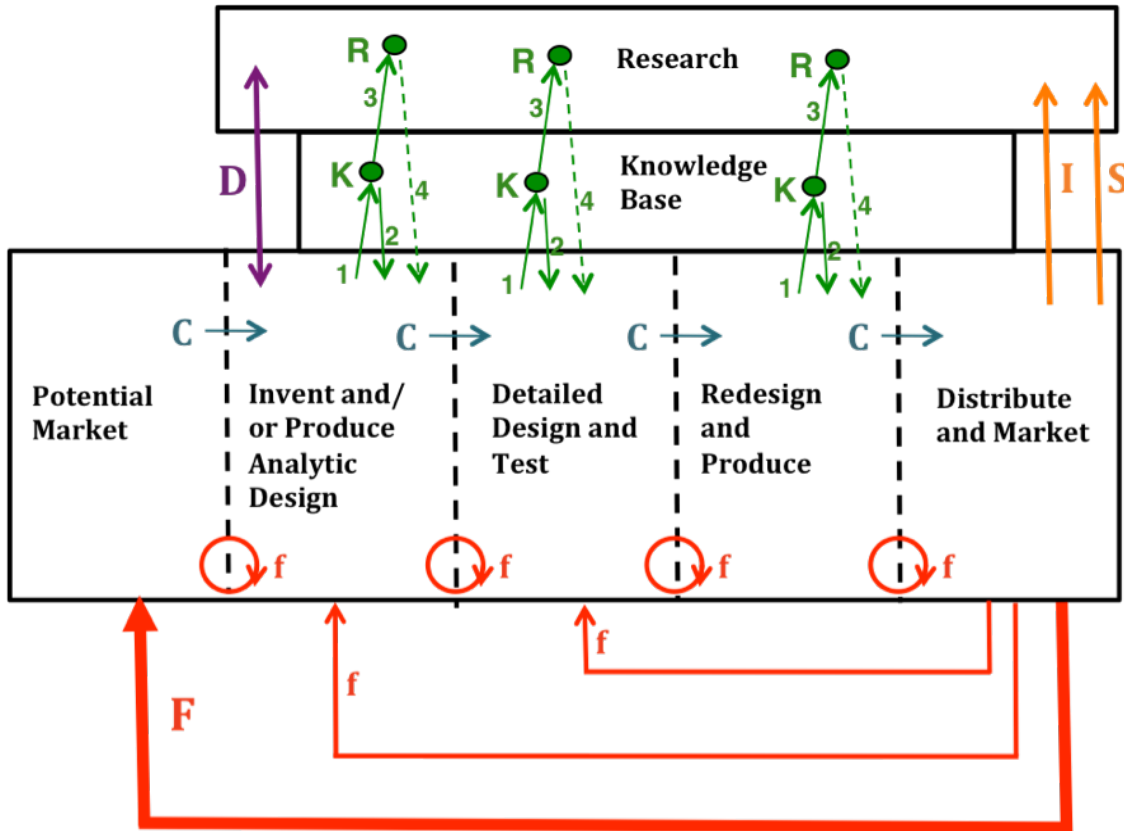 R
R
R
Research
3
3
3
D
K
K
K
Knowledge
Base
I
S
4
4
4
2
2
2
1
1
1
C
C
C
C
Potential
Market
Invent and/
or Produce
Analytic
Design
Detailed
Design and
Test
Redesign
and
Produce
Distribute
and Market
f
f
f
f
f
f
F